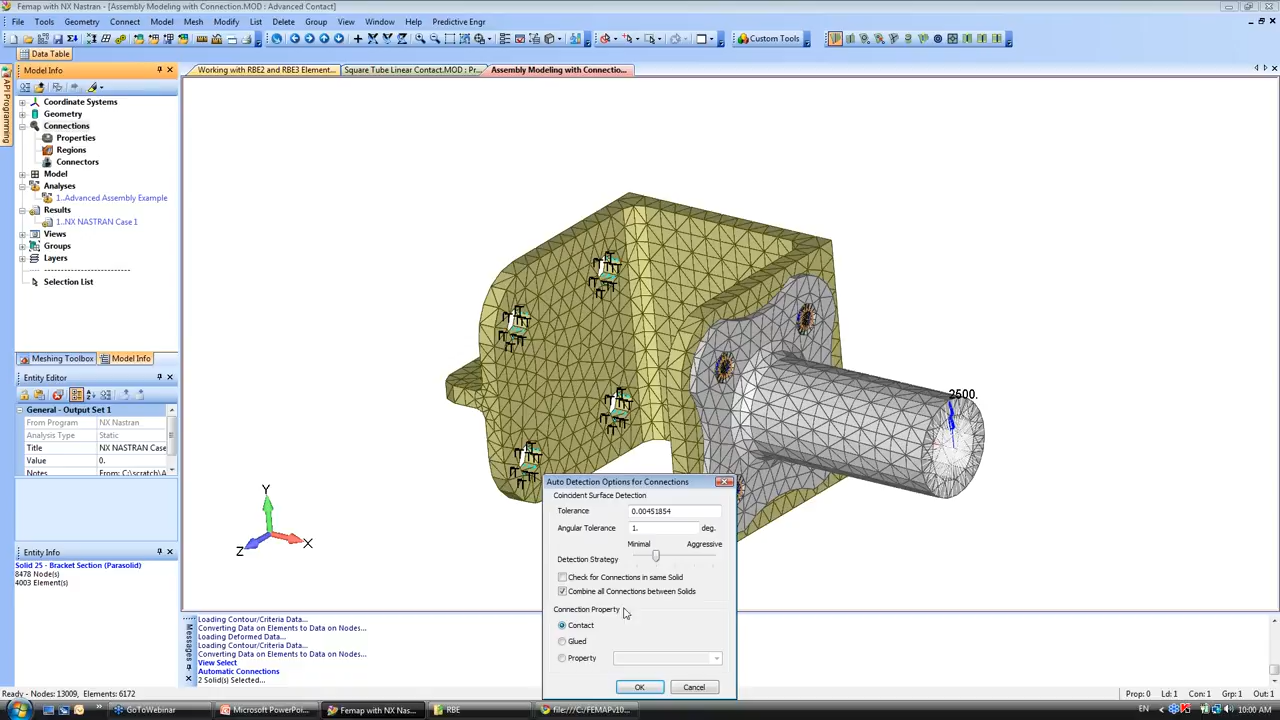 Femap with NX Nastran - [Assembly Modeling with Connection.MOD : Advanced Contact]
File Tools Geometry Connect Model Mesh Modify List Delete Group View Window Help Predictive Engr
Custom Tools
Data Table
Model Info
Working with RBE2 and RBE3 Element... Square Tube Linear Contact.MOD : Pr... Assembly Modeling with Connectio...
API Programming
Coordinate Systems
Geometry
Connections
Properties
Regions
Connectors
Model
Analyses
1..Advanced Assembly Example
Results
1..NX NASTRAN Case 1
Views
Groups
Layers
Selection List
Meshing Toolbox Model Info
Entity Editor
General - Output Set 1
From Program NX Nastran
Analysis Type Static
Title NX NASTRAN Case
Value 0.
Notes From: C:\scratch\A
Entity Info
Solid 25 - Bracket Section (Parasolid)
8478 Node(s)
4003 Element(s)
2500.
Y
Z
X
Auto Detection Options for Connections
Coincident Surface Detection
Tolerance 0.00451854
Angular Tolerance 1. deg.
Minimal Aggressive
Detection Strategy
Check for Connections in same Solid
Combine all Connections between Solids
Connection Property
Contact
Glued
Property
OK Cancel
Messages
Loading Contour/Criteria Data...
Converting Data on Elements to Data on Nodes...
Loading Deformed Data...
Loading Contour/Criteria Data...
Converting Data on Elements to Data on Nodes...
View Select
Automatic Connections
2 Solid(s) Selected...
Ready - Nodes: 13009, Elements: 6172 Prop: 0 Ld: 1 Con: 1 Grp: 1 Out: 1
GoToWebinar Microsoft PowerPoi... Femap with NX Nas... RBE file:///C:/FEMAPv10... EN 10:00 AM